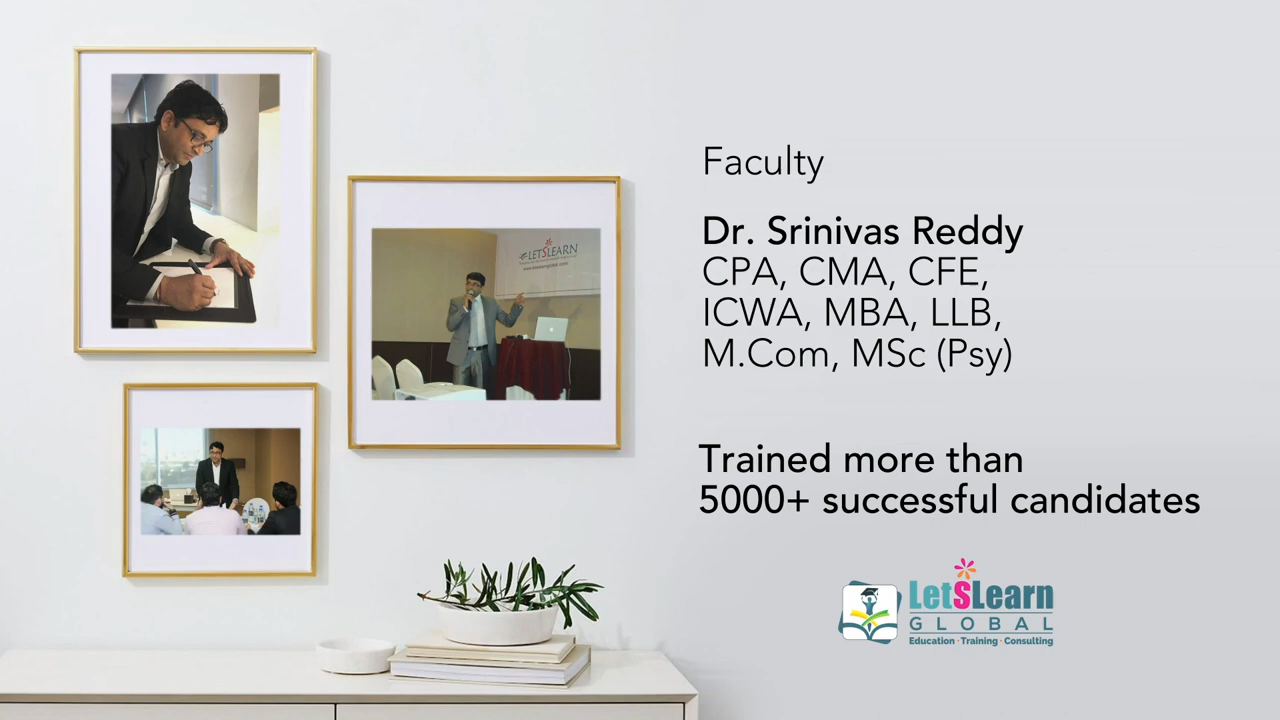 LETSLEARN
Faculty
Dr. Srinivas Reddy
CPA, CMA, CFE,
ICWA, MBA, LLB,
M.Com, MSc (Psy)
Trained more than
5000+ successful candidates
LetSLearn
GLOBAL
Education · Training · Consulting